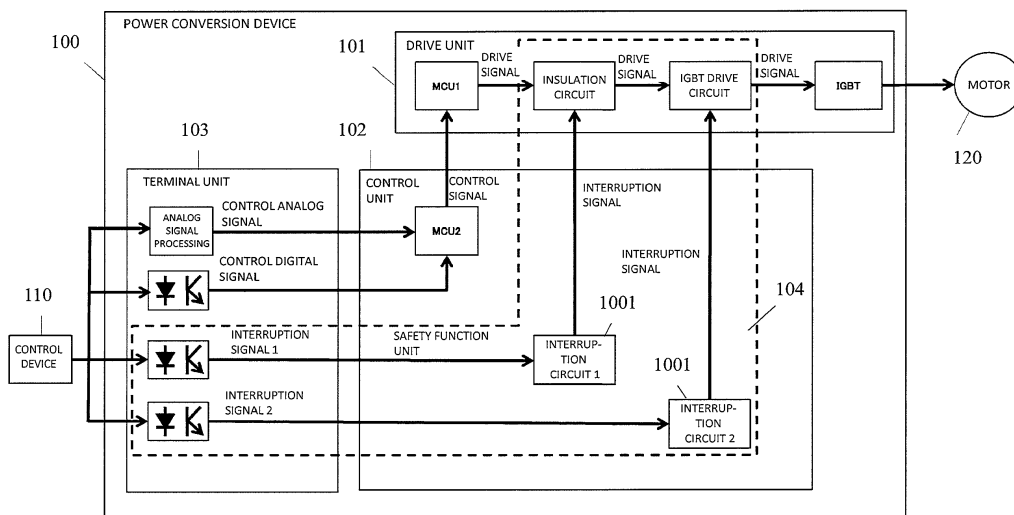 POWER CONVERSION DEVICE
100
101
DRIVE UNIT
MCU1
DRIVE
SIGNAL
INSULATION
CIRCUIT
DRIVE
SIGNAL
IGBT DRIVE
CIRCUIT
DRIVE
SIGNAL
IGBT
MOTOR
120
103
TERMINAL UNIT
102
CONTROL
UNIT
CONTROL
SIGNAL
INTERRUPTION
SIGNAL
INTERRUPTION
SIGNAL
ANALOG
SIGNAL
PROCESSING
CONTROL ANALOG
SIGNAL
MCU2
CONTROL DIGITAL
SIGNAL
110
CONTROL
DEVICE
INTERRUPTION
SIGNAL 1
SAFETY FUNCTION
UNIT
1001
INTERRUP-
TION
CIRCUIT 1
104
INTERRUPTION
SIGNAL 2
1001
INTERRUP-
TION
CIRCUIT 2